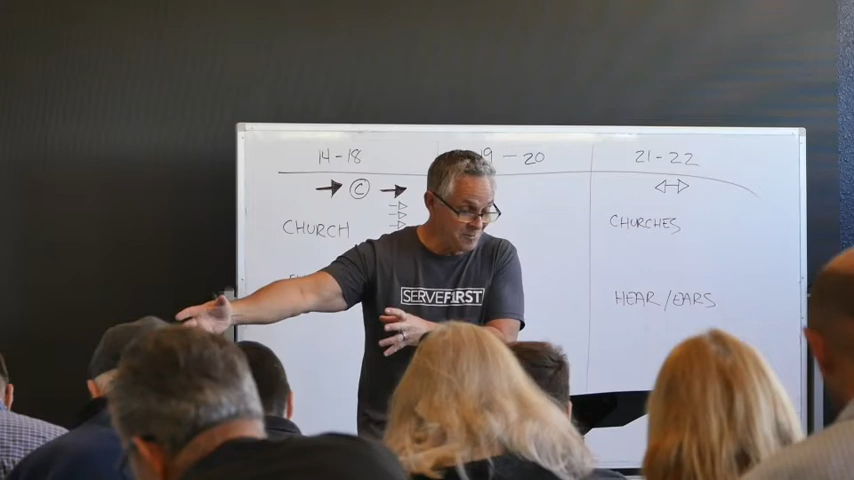 14-18
19-20
21-22
C
CHURCH
CHURCHES
SERVEFIRST
HEAR/EARS